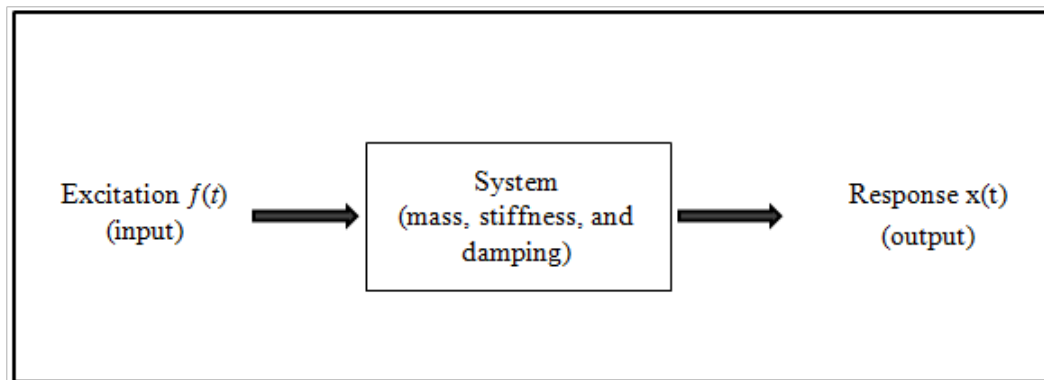 Excitation f(t)
(input)
System
(mass, stiffness, and
damping)
Response x(t)
(output)